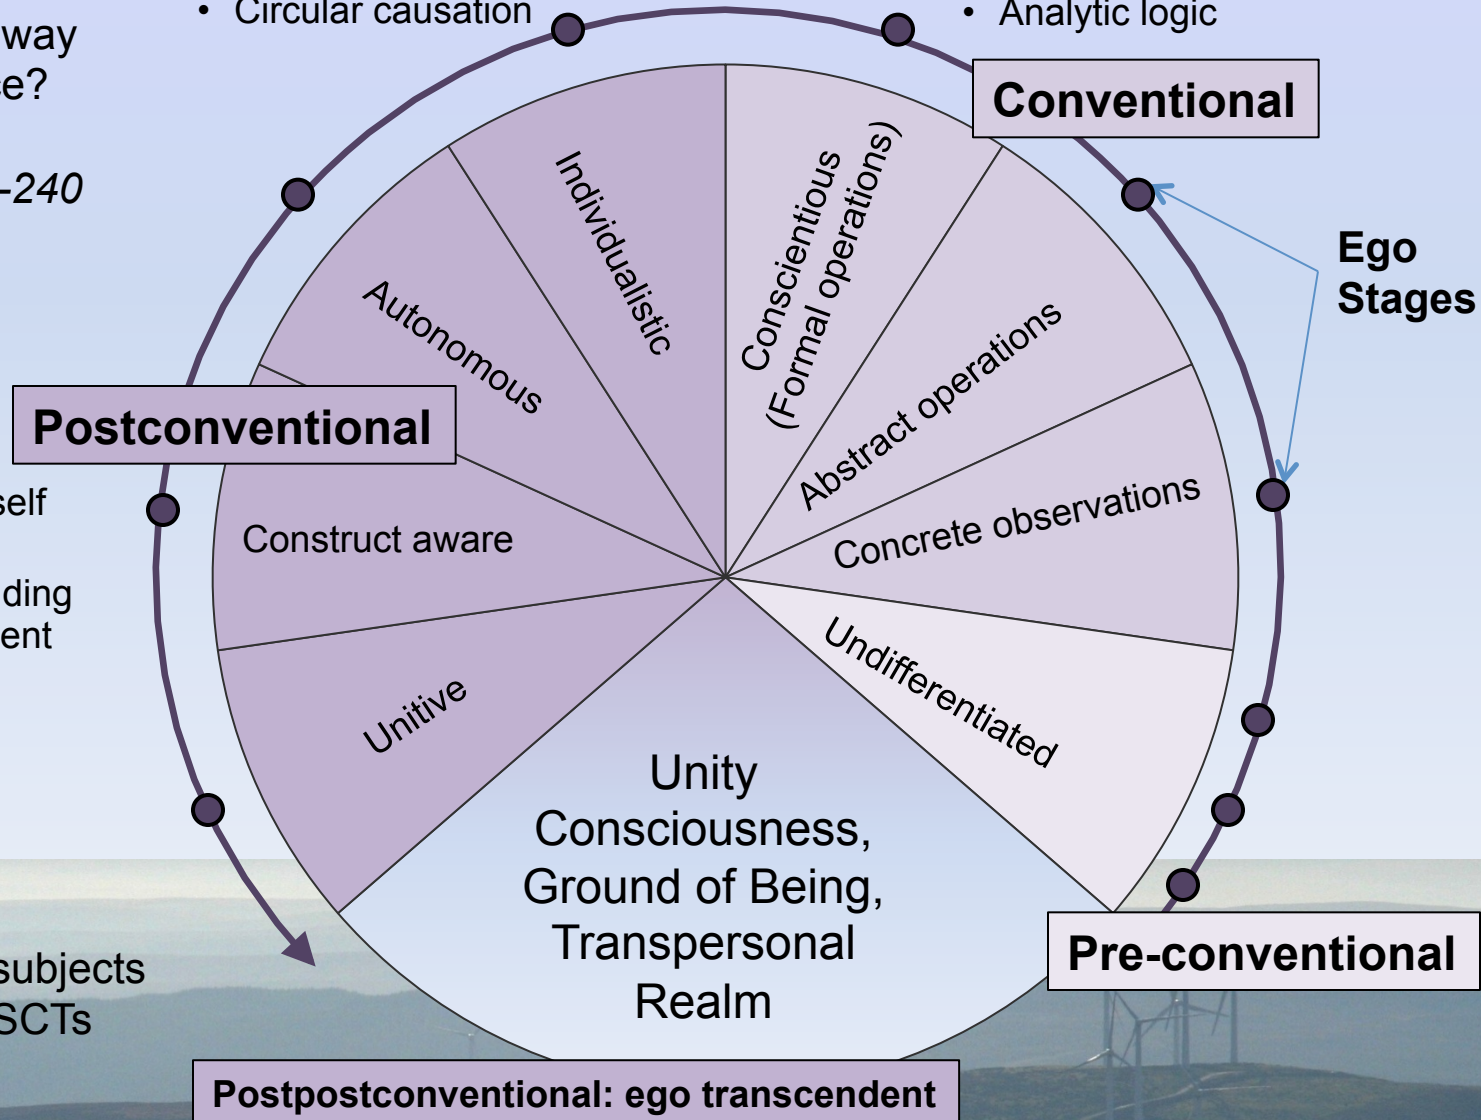 • Circular causation
• Analytic logic
way
ce?
-240
Conventional
Ego
Stages
Individualistic
Conscientious
(Formal operations)
Autonomous
Abstract operations
Postconventional
Construct aware
Concrete observations
self
ding
ent
Unitive
Undifferentiated
Unity
Consciousness,
Ground of Being,
Transpersonal
Realm
Pre-conventional
subjects
SCTs
Postpostconventional: ego transcendent